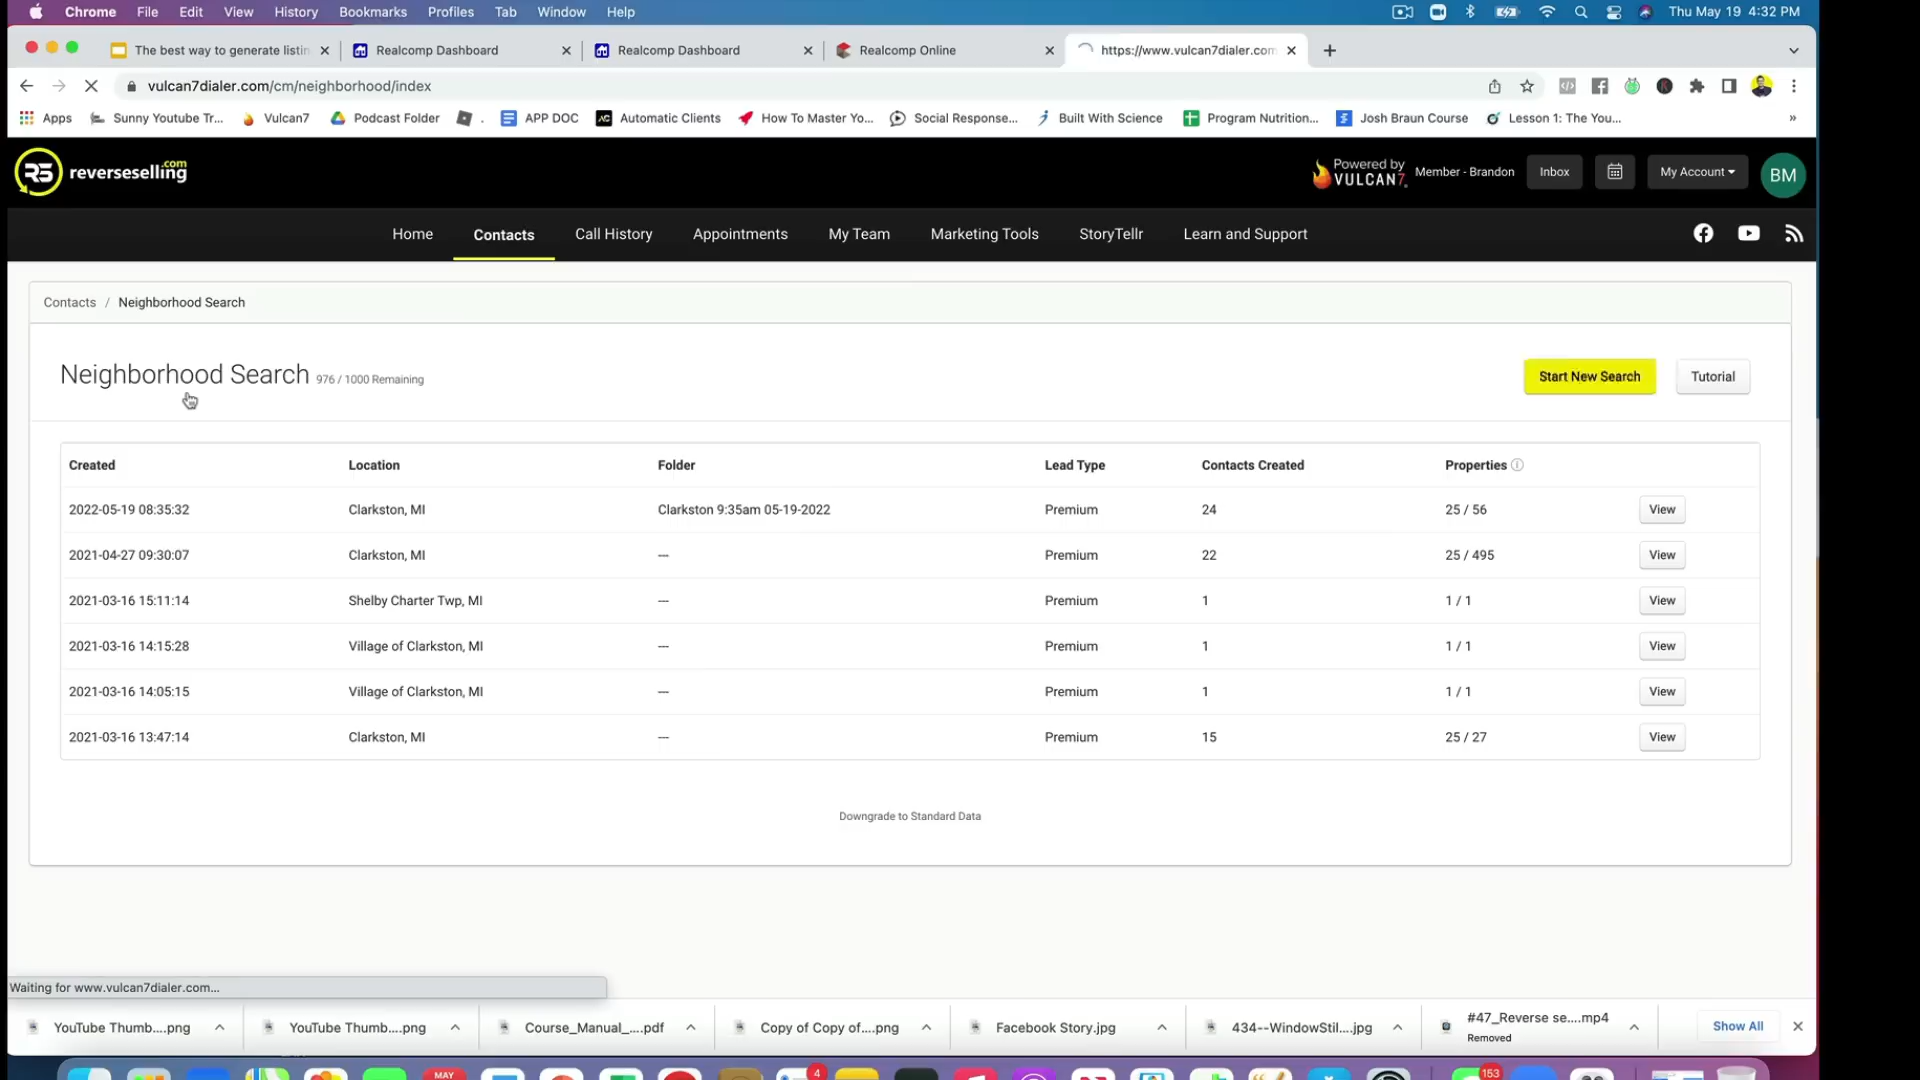 Chrome File Edit View History Bookmarks Profiles Tab Window Help Thu May 19 4:32 PM
The best way to generate listin Realcomp Dashboard Realcomp Dashboard Realcomp Online https://www.vulcan7dialer.com
vulcan7dialer.com/cm/neighborhood/index
Apps Sunny Youtube Tr... Vulcan7 Podcast Folder . APP DOC Automatic Clients How To Master Yo... Social Response... Built With Science Program Nutrition... Josh Braun Course Lesson 1: The You... »
RS reverseselling.com Powered by VULCAN7 Member - Brandon Inbox My Account BM
Home Contacts Call History Appointments My Team Marketing Tools StoryTellr Learn and Support
Contacts / Neighborhood Search
Neighborhood Search 976 / 1000 Remaining Start New Search Tutorial
Created Location Folder Lead Type Contacts Created Properties
2022-05-19 08:35:32 Clarkston, MI Clarkston 9:35am 05-19-2022 Premium 24 25 / 56 View
2021-04-27 09:30:07 Clarkston, MI --- Premium 22 25 / 495 View
2021-03-16 15:11:14 Shelby Charter Twp, MI --- Premium 1 1 / 1 View
2021-03-16 14:15:28 Village of Clarkston, MI --- Premium 1 1 / 1 View
2021-03-16 14:05:15 Village of Clarkston, MI --- Premium 1 1 / 1 View
2021-03-16 13:47:14 Clarkston, MI --- Premium 15 25 / 27 View
Downgrade to Standard Data
Waiting for www.vulcan7dialer.com...
YouTube Thumb....png YouTube Thumb....png Course_Manual_....pdf Copy of Copy of....png Facebook Story.jpg 434--WindowStil....jpg #47_Reverse se....mp4 Show All
Removed
MAY 4 153